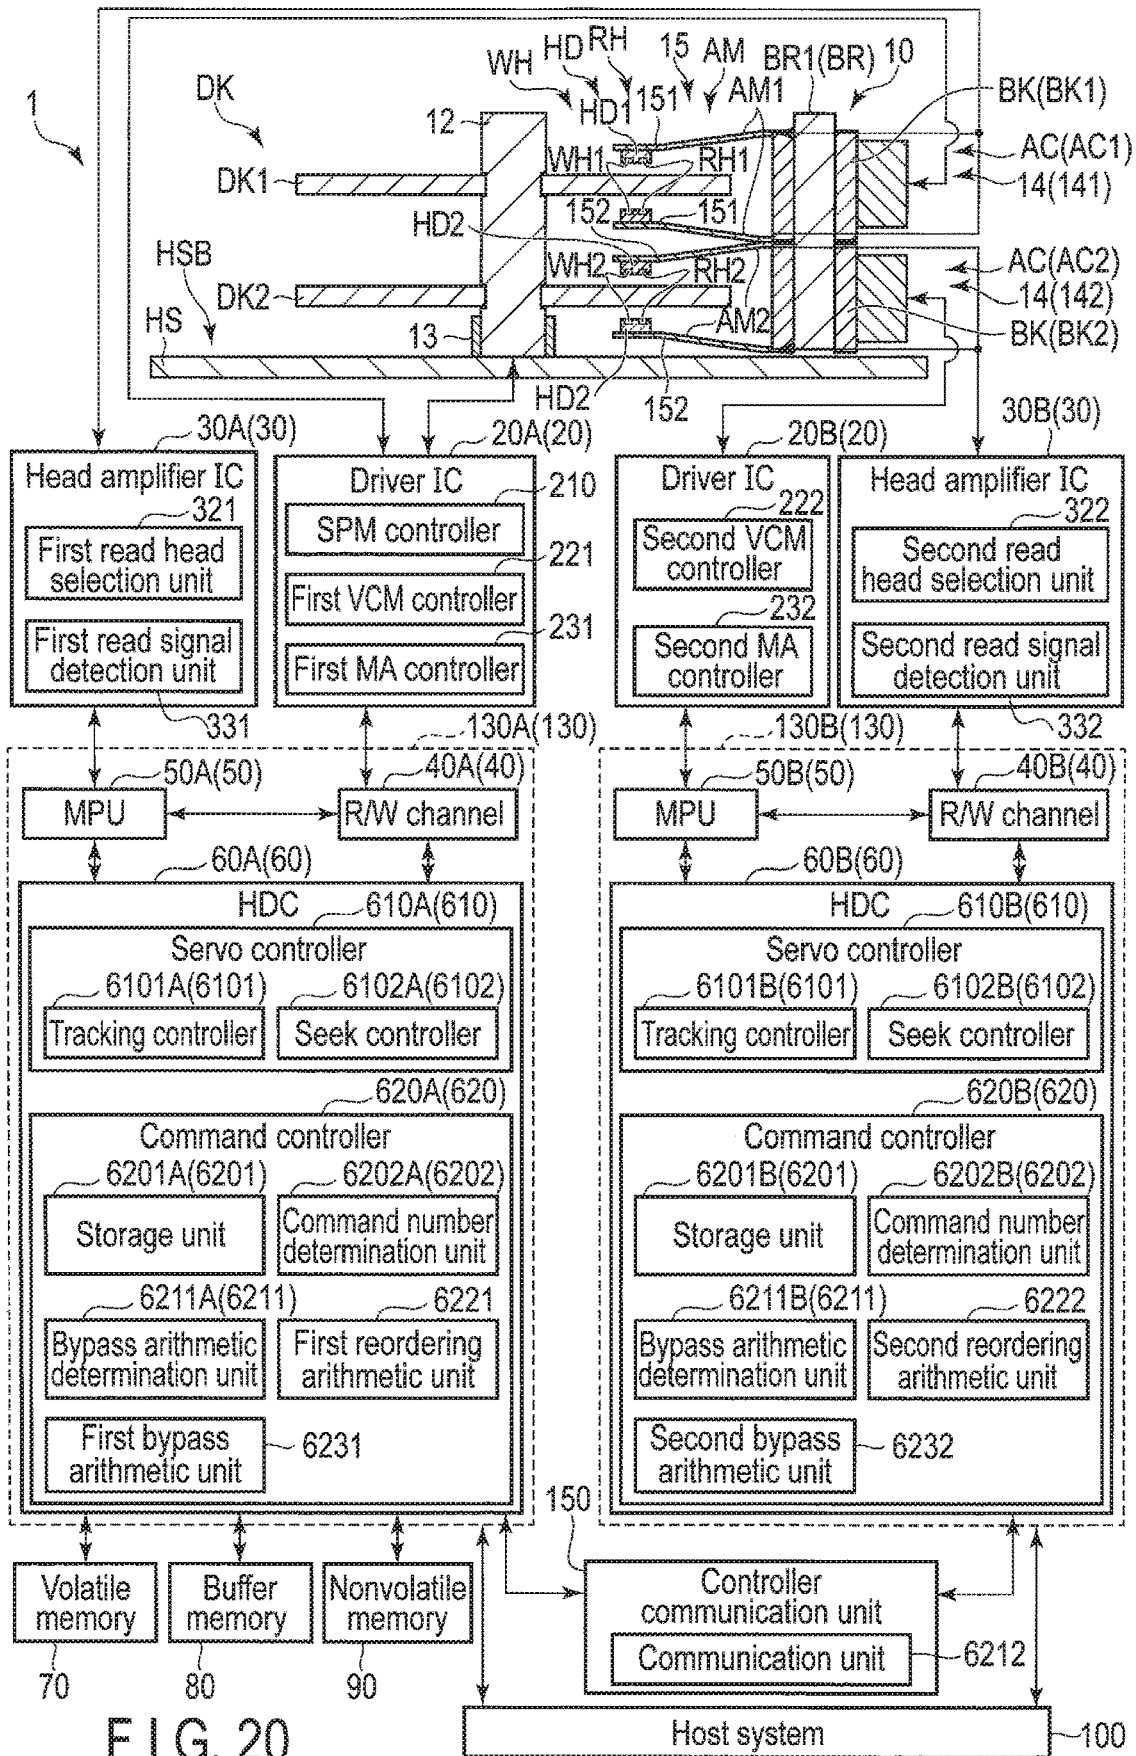 1
DK
WH
HD
RH
15
AM
BR1(BR)
10
HD1
151
AM1
BK(BK1)
12
WH1
RH1
AC(AC1)
14(141)
DK1
152
151
HD2
HSB
WH2
RH2
AC(AC2)
14(142)
DK2
HS
13
AM2
BK(BK2)
HD2
152
30A(30)
20A(20)
20B(20)
30B(30)
Head amplifier IC
321
First read head
selection unit
First read signal
detection unit
331
Driver IC
210
SPM controller
221
First VCM controller
231
First MA controller
Driver IC
222
Second VCM
controller
232
Second MA
controller
Head amplifier IC
322
Second read
head selection unit
Second read signal
detection unit
332
130A(130)
50A(50)
40A(40)
MPU
R/W channel
60A(60)
HDC
610A(610)
Servo controller
6101A(6101)
6102A(6102)
Tracking controller
Seek controller
620A(620)
Command controller
6201A(6201)
6202A(6202)
Storage unit
Command number
determination unit
6211A(6211)
6221
Bypass arithmetic
determination unit
First reordering
arithmetic unit
First bypass
arithmetic unit
6231
130B(130)
50B(50)
40B(40)
MPU
R/W channel
60B(60)
HDC
610B(610)
Servo controller
6101B(6101)
6102B(6102)
Tracking controller
Seek controller
620B(620)
Command controller
6201B(6201)
6202B(6202)
Storage unit
Command number
determination unit
6211B(6211)
6222
Bypass arithmetic
determination unit
Second reordering
arithmetic unit
Second bypass
arithmetic unit
6232
150
Volatile
memory
70
Buffer
memory
80
Nonvolatile
memory
90
Controller
communication unit
Communication unit
6212
Host system
100
FIG. 20